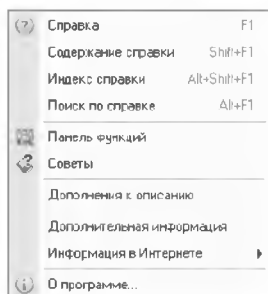 Справка F1
Содержание справки Shift+F1
Индекс справки Alt+Shift+F1
Поиск по справке Alt+F1
Панель функций
Советы
Дополнения к описанию
Дополнительная информация
Информация в Интернете
О программе...